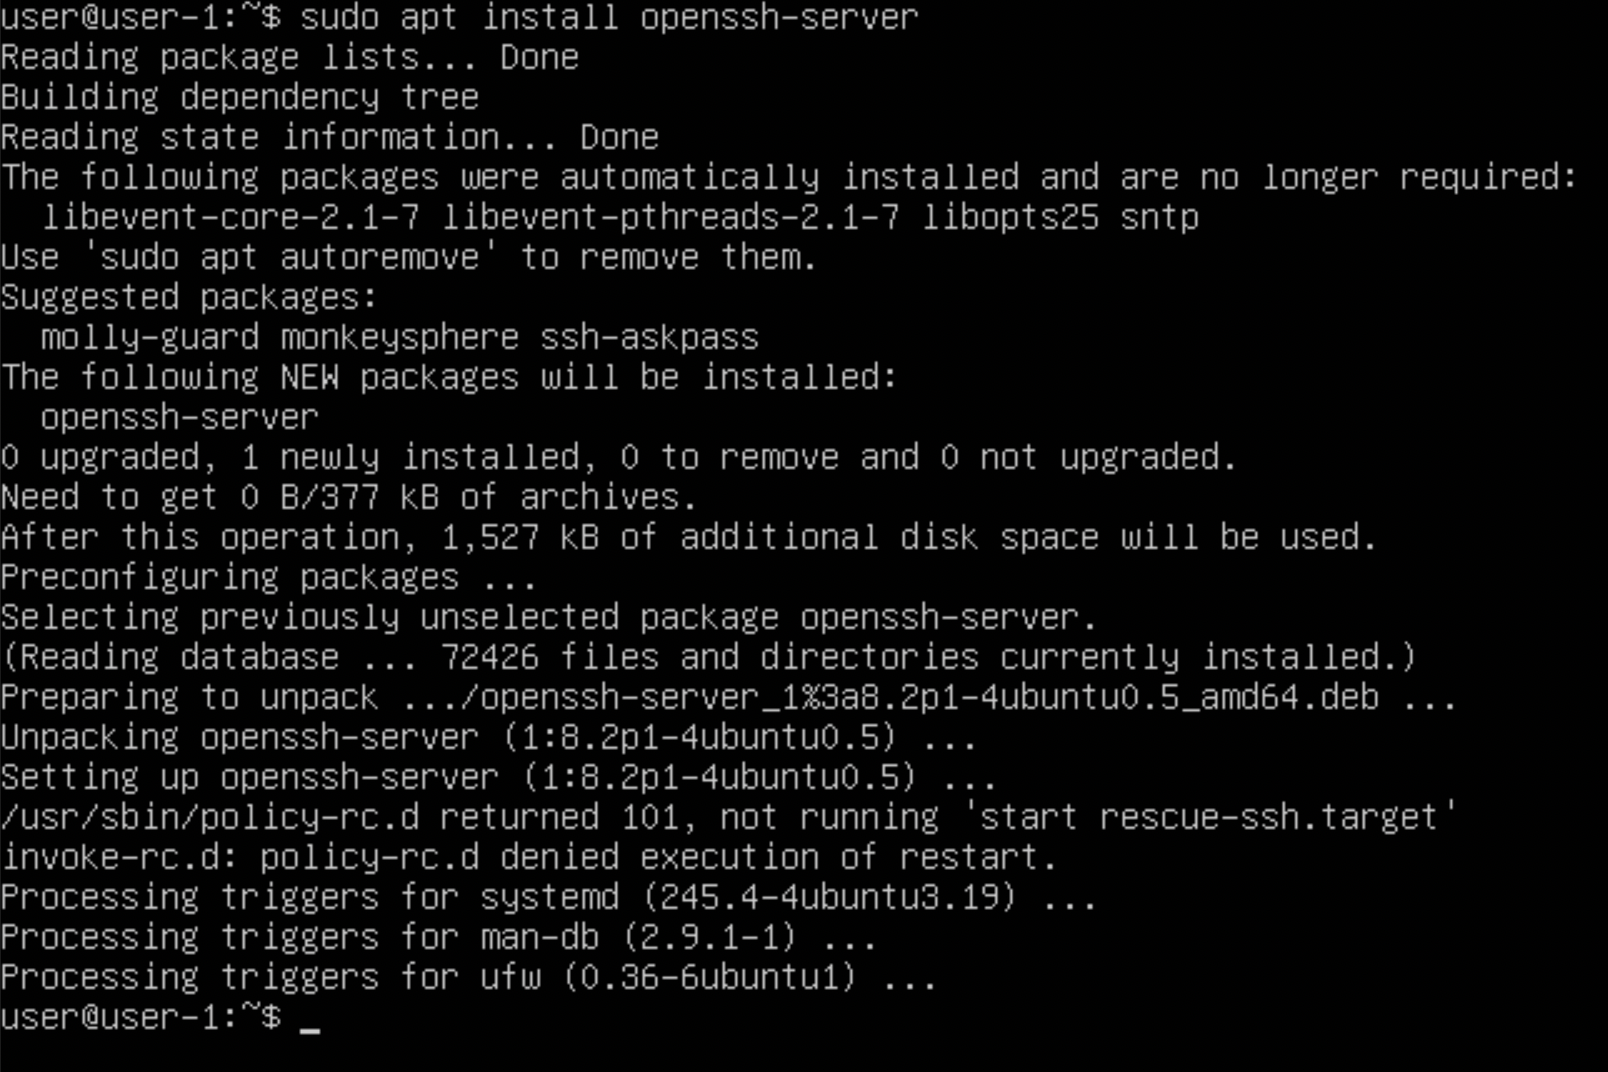 user@user-1:~$ sudo apt install openssh-server
Reading package lists... Done
Building dependency tree
Reading state information... Done
The following packages were automatically installed and are no longer required:
  libevent-core-2.1-7 libevent-pthreads-2.1-7 libopts25 sntp
Use 'sudo apt autoremove' to remove them.
Suggested packages:
  molly-guard monkeysphere ssh-askpass
The following NEW packages will be installed:
  openssh-server
0 upgraded, 1 newly installed, 0 to remove and 0 not upgraded.
Need to get 0 B/377 kB of archives.
After this operation, 1,527 kB of additional disk space will be used.
Preconfiguring packages ...
Selecting previously unselected package openssh-server.
(Reading database ... 72426 files and directories currently installed.)
Preparing to unpack .../openssh-server_1%3a8.2p1-4ubuntu0.5_amd64.deb ...
Unpacking openssh-server (1:8.2p1-4ubuntu0.5) ...
Setting up openssh-server (1:8.2p1-4ubuntu0.5) ...
/usr/sbin/policy-rc.d returned 101, not running 'start rescue-ssh.target'
invoke-rc.d: policy-rc.d denied execution of restart.
Processing triggers for systemd (245.4-4ubuntu3.19) ...
Processing triggers for man-db (2.9.1-1) ...
Processing triggers for ufw (0.36-6ubuntu1) ...
user@user-1:~$ _